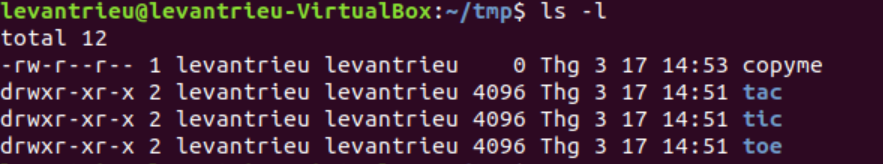 levantrieu@levantrieu-VirtualBox:~/tmp$ ls -l
total 12
-rw-r--r-- 1 levantrieu levantrieu    0 Thg 3 17 14:53 copyme
drwxr-xr-x 2 levantrieu levantrieu 4096 Thg 3 17 14:51 tac
drwxr-xr-x 2 levantrieu levantrieu 4096 Thg 3 17 14:51 tic
drwxr-xr-x 2 levantrieu levantrieu 4096 Thg 3 17 14:51 toe